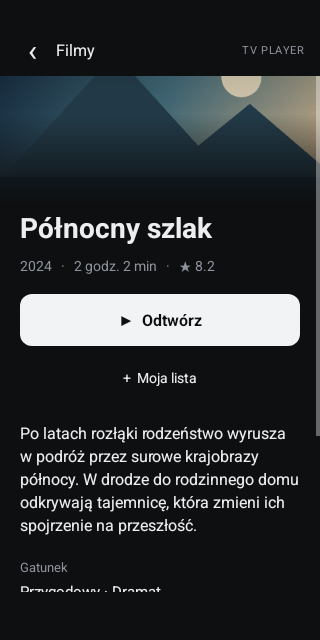 ‹ Filmy TV PLAYER
Północny szlak
2024 · 2 godz. 2 min · ★ 8.2
► Odtwórz
+ Moja lista
Po latach rozłąki rodzeństwo wyrusza
w podróż przez surowe krajobrazy
północy. W drodze do rodzinnego domu
odkrywają tajemnicę, która zmieni ich
spojrzenie na przeszłość.
Gatunek
Przygodowy · Dramat